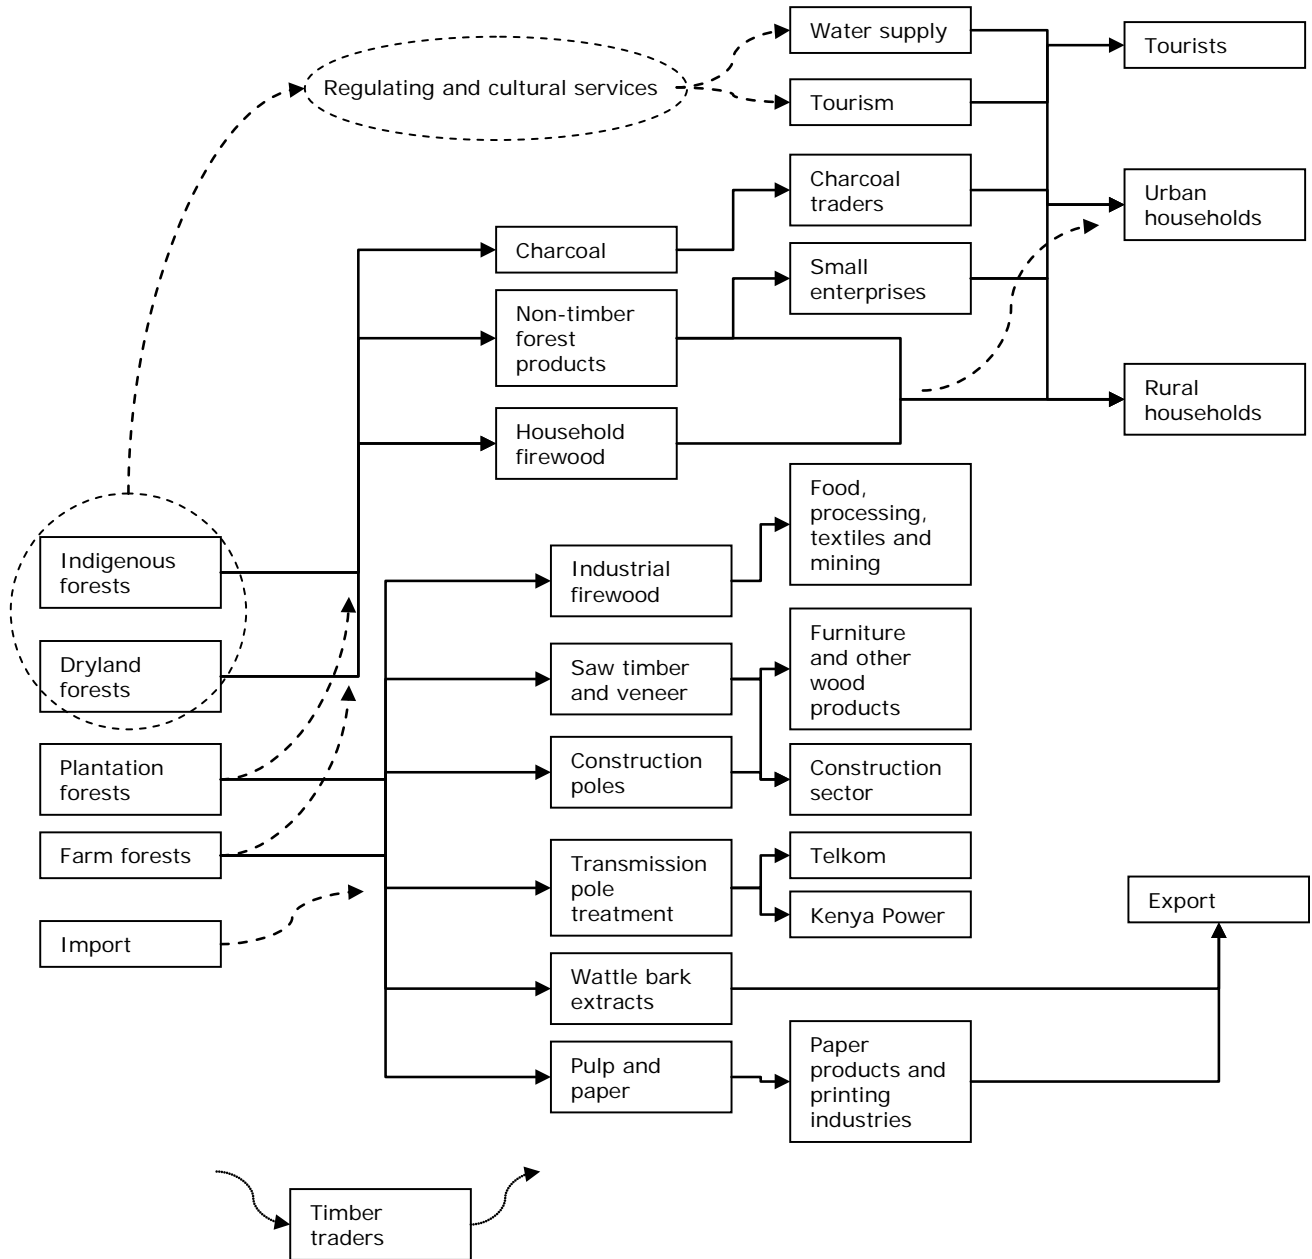 Water supply
Tourists
Regulating and cultural services
Tourism
Charcoal
traders
Urban
households
Charcoal
Small
enterprises
Non-timber
forest
products
Rural
households
Household
firewood
Food,
processing,
textiles and
mining
Indigenous
forests
Industrial
firewood
Furniture
and other
wood
products
Dryland
forests
Saw timber
and veneer
Plantation
forests
Construction
poles
Construction
sector
Farm forests
Transmission
pole
treatment
Telkom
Kenya Power
Export
Import
Wattle bark
extracts
Pulp and
paper
Paper
products and
printing
industries
Timber
traders